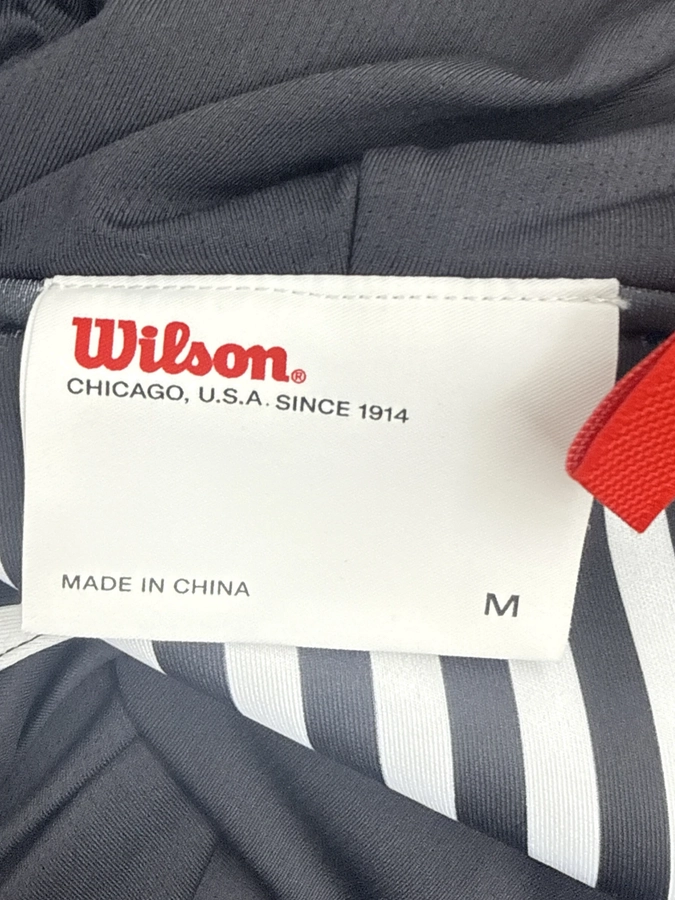 Wilson®
CHICAGO, U.S.A. SINCE 1914
MADE IN CHINA
M